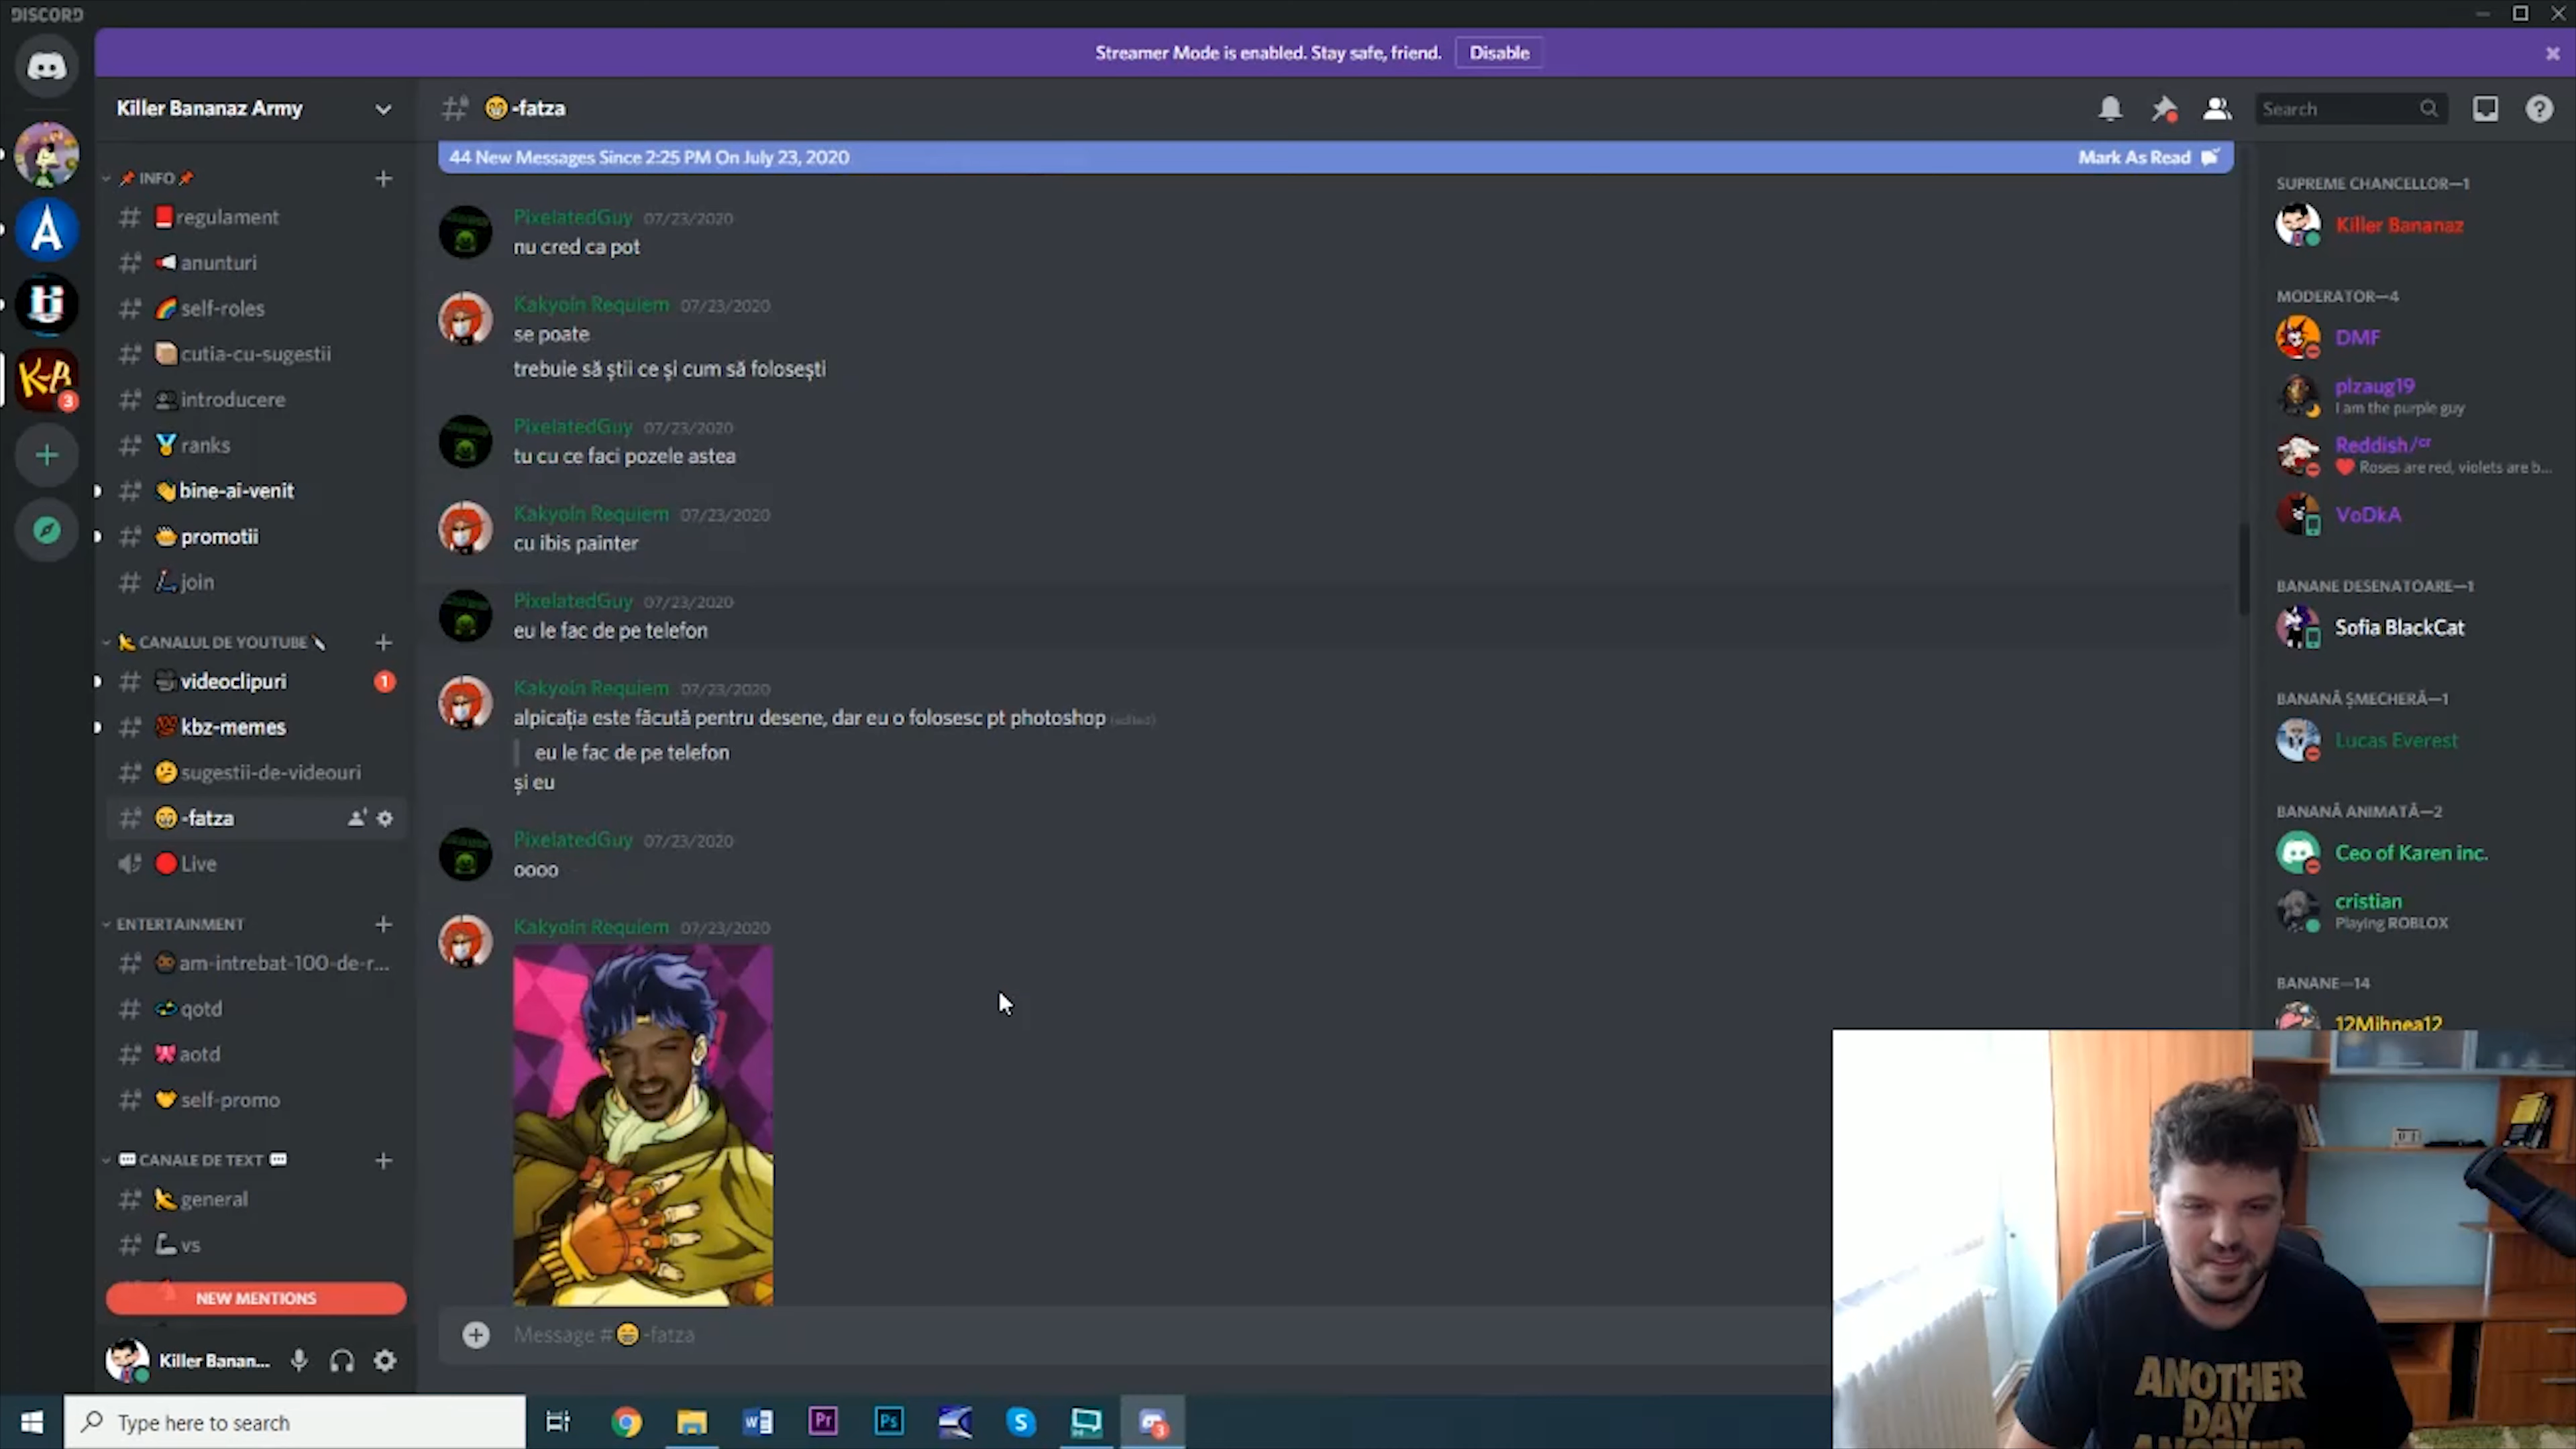 DISCORD
Streamer Mode is enabled. Stay safe, friend. Disable
Killer Bananaz Army
-fatza
Search
44 New Messages Since 2:25 PM On July 23, 2020
Mark As Read
INFO
regulament
anunturi
self-roles
cutia-cu-sugestii
introducere
ranks
bine-ai-venit
promotii
join
CANALUL DE YOUTUBE
videoclipuri
1
kbz-memes
sugestii-de-videouri
-fatza
Live
ENTERTAINMENT
am-intrebat-100-de-r...
qotd
aotd
self-promo
CANALE DE TEXT
general
vs
NEW MENTIONS
Killer Banan...
K-B
3
PixelatedGuy 07/23/2020
nu cred ca pot
Kakyoin Requiem 07/23/2020
se poate
trebuie să știi ce și cum să folosești
PixelatedGuy 07/23/2020
tu cu ce faci pozele astea
Kakyoin Requiem 07/23/2020
cu ibis painter
PixelatedGuy 07/23/2020
eu le fac de pe telefon
Kakyoin Requiem 07/23/2020
alpicația este făcută pentru desene, dar eu o folosesc pt photoshop (edited)
eu le fac de pe telefon
și eu
PixelatedGuy 07/23/2020
oooo
Kakyoin Requiem 07/23/2020
Message # -fatza
SUPREME CHANCELLOR—1
Killer Bananaz
MODERATOR—4
DMF
plzaug19
I am the purple guy
Reddish/cr
Roses are red, violets are b...
VoDkA
BANANE DESENATOARE—1
Sofia BlackCat
BANANĂ ȘMECHERĂ—1
Lucas Everest
BANANĂ ANIMATĂ—2
Ceo of Karen inc.
cristian
Playing ROBLOX
BANANE—14
12Mihnea12
ANOTHER
DAY
ANOTHER
Type here to search
Pr
Ps
3